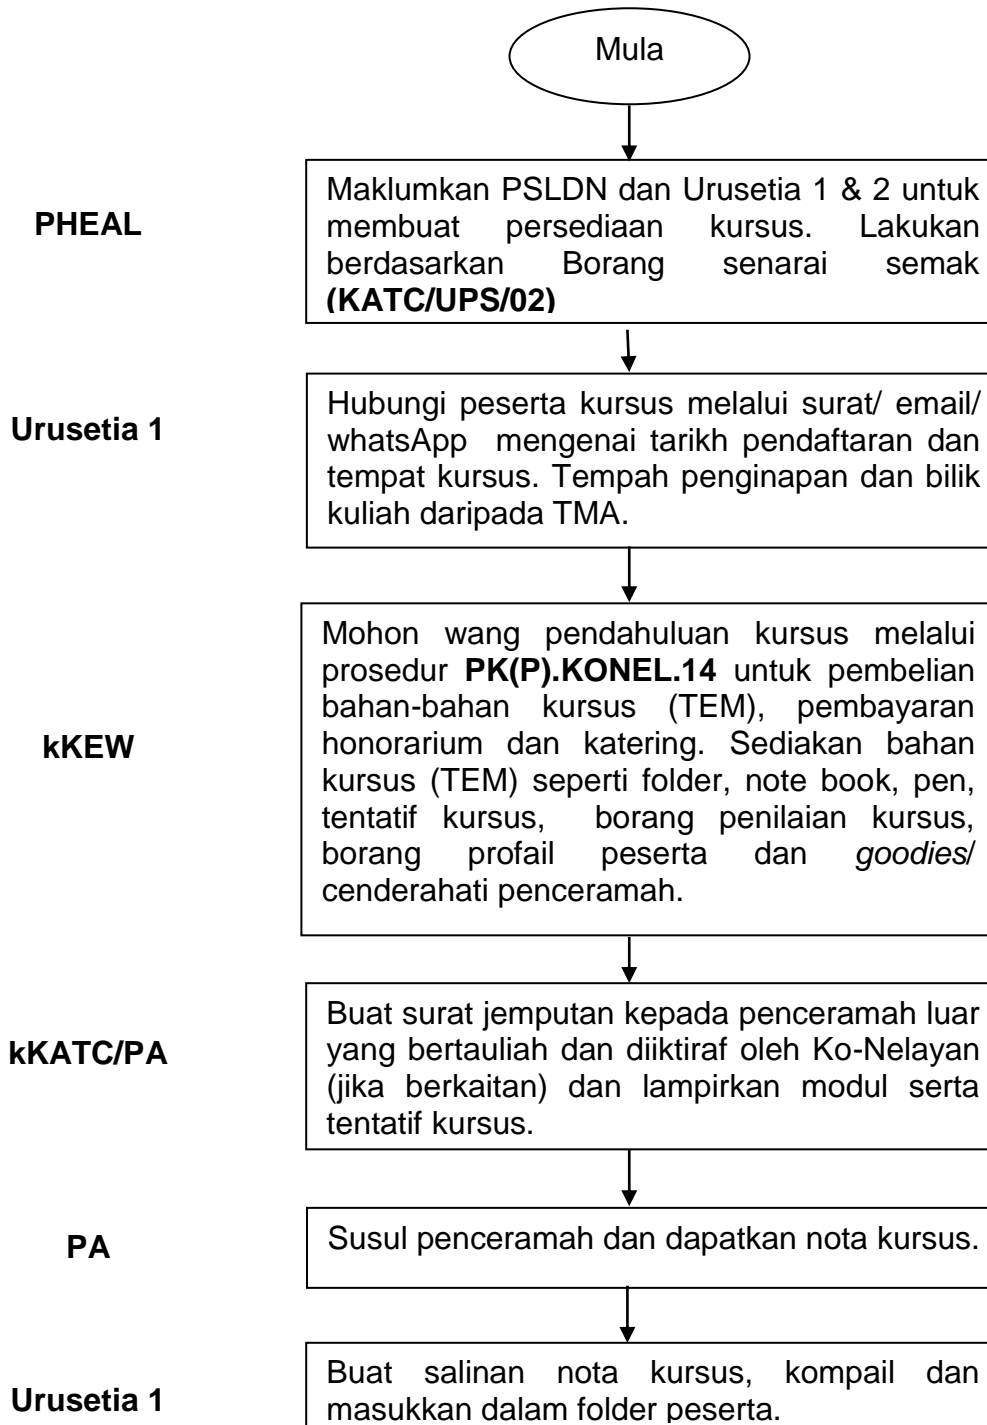 Mula
PHEAL
Maklumkan PSLDN dan Urusetia 1 & 2 untuk
membuat persediaan kursus. Lakukan
berdasarkan Borang senarai semak
(KATC/UPS/02)
Urusetia 1
Hubungi peserta kursus melalui surat/ email/
whatsApp mengenai tarikh pendaftaran dan
tempat kursus. Tempah penginapan dan bilik
kuliah daripada TMA.
kKEW
Mohon wang pendahuluan kursus melalui
prosedur PK(P).KONEL.14 untuk pembelian
bahan-bahan kursus (TEM), pembayaran
honorarium dan katering. Sediakan bahan
kursus (TEM) seperti folder, note book, pen,
tentatif kursus, borang penilaian kursus,
borang profail peserta dan goodies/
cenderahati penceramah.
kKATC/PA
Buat surat jemputan kepada penceramah luar
yang bertauliah dan diiktiraf oleh Ko-Nelayan
(jika berkaitan) dan lampirkan modul serta
tentatif kursus.
PA
Susul penceramah dan dapatkan nota kursus.
Urusetia 1
Buat salinan nota kursus, kompail dan
masukkan dalam folder peserta.